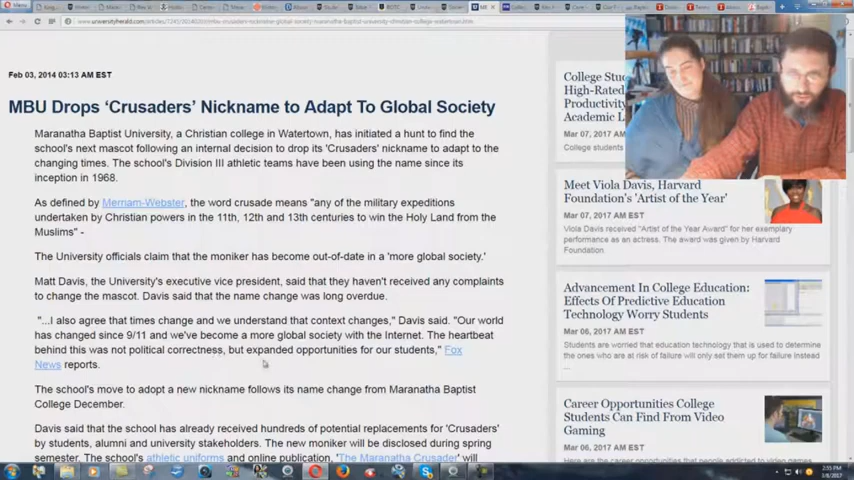 www.universityherald.com
Feb 03, 2014 03:13 AM EST
MBU Drops ‘Crusaders’ Nickname to Adapt To Global Society
Maranatha Baptist University, a Christian college in Watertown, has initiated a hunt to find the
school's next mascot following an internal decision to drop its 'Crusaders' nickname to adapt to the
changing times. The school's Division III athletic teams have been using the name since its
inception in 1968.
As defined by Merriam-Webster, the word crusade means "any of the military expeditions
undertaken by Christian powers in the 11th, 12th and 13th centuries to win the Holy Land from the
Muslims" -
The University officials claim that the moniker has become out-of-date in a 'more global society.'
Matt Davis, the University's executive vice president, said that they haven't received any complaints
to change the mascot. Davis said that the name change was long overdue.
"...I also agree that times change and we understand that context changes," Davis said. "Our world
has changed since 9/11 and we've become a more global society with the Internet. The heartbeat
behind this was not political correctness, but expanded opportunities for our students," Fox
News reports.
The school's move to adopt a new nickname follows its name change from Maranatha Baptist
College December.
Davis said that the school has already received hundreds of potential replacements for 'Crusaders'
by students, alumni and university stakeholders. The new moniker will be disclosed during spring
semester. The school's athletic uniforms and online publication, 'The Maranatha Crusader' will
College Stu
High-Rated
Productivity
Academic L
Mar 07, 2017
College students
Meet Viola Davis, Harvard
Foundation's 'Artist of the Year'
Mar 07, 2017 AM EST
Viola Davis received "Artist of the Year Award" for her exemplary
performance as an actress. The award was given by Harvard
Foundation.
Advancement In College Education:
Effects Of Predictive Education
Technology Worry Students
Mar 06, 2017 AM EST
Students are worried that education technology that is used to determine
the ones who are at risk of failure will only set them up for failure instead
...
Career Opportunities College
Students Can Find From Video
Gaming
Mar 06, 2017 AM EST
2:55 PM